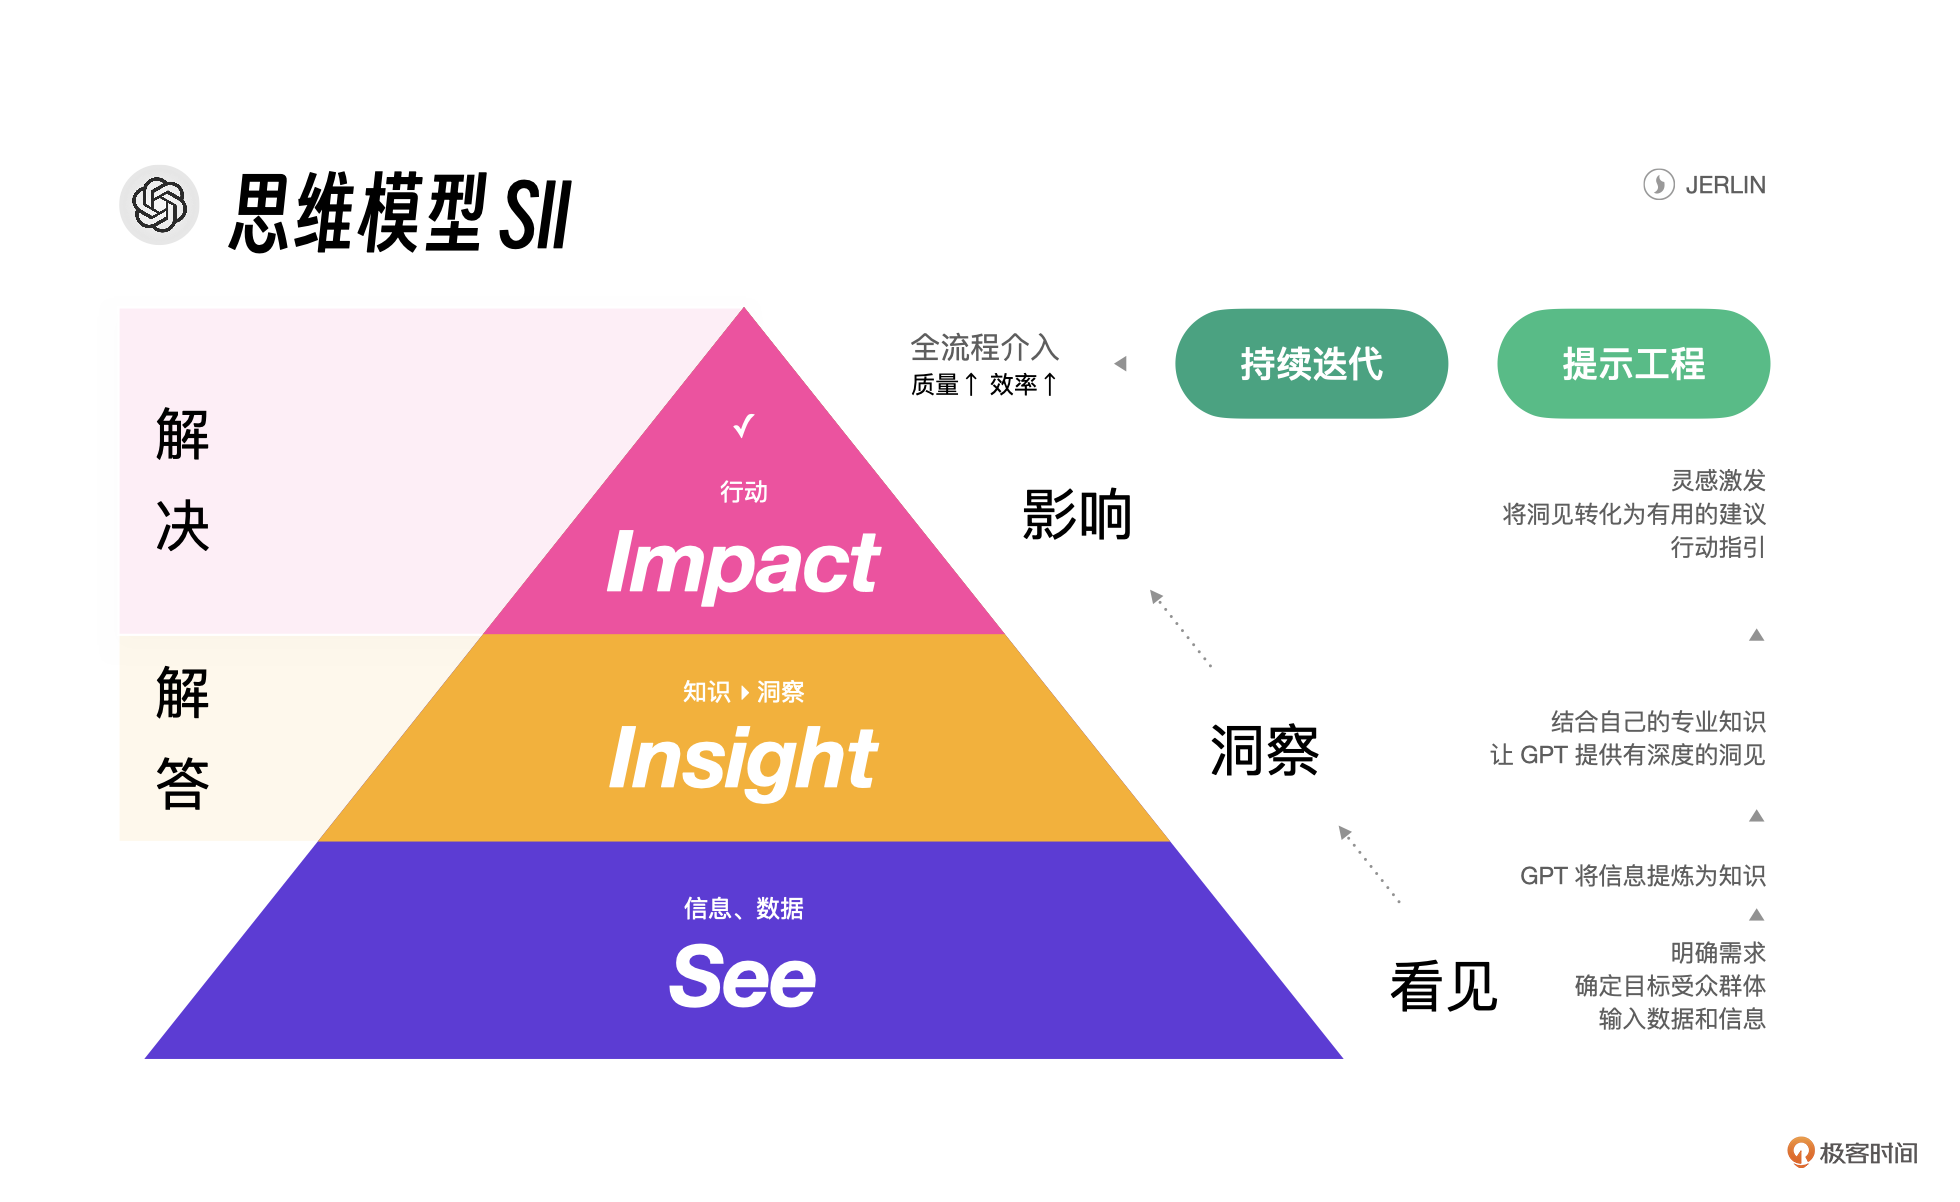 思维模型 SII
JERLIN
解
决
解
答
✓
行动
Impact
知识 ▸ 洞察
Insight
信息、数据
See
全流程介入
质量↑ 效率↑
持续迭代
提示工程
影响
洞察
看见
灵感激发
将洞见转化为有用的建议
行动指引
结合自己的专业知识
让 GPT 提供有深度的洞见
GPT 将信息提炼为知识
明确需求
确定目标受众群体
输入数据和信息
极客时间